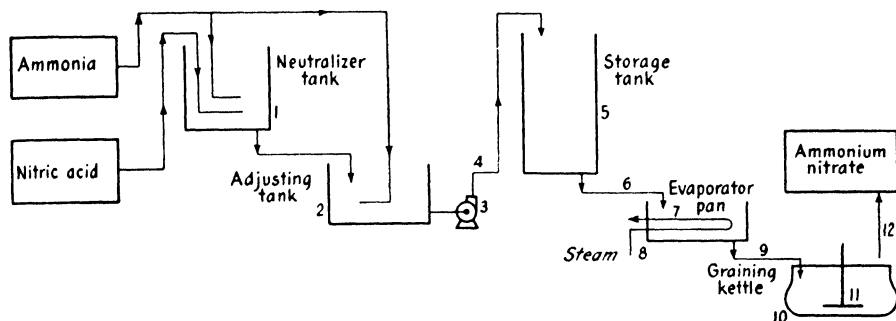 Ammonia
Nitric acid
Neutralizer
tank
1
Adjusting
tank
2
3
4
Storage
tank
5
6
Evaporator
pan
7
Steam
8
9
Graining
kettle
10
11
12
Ammonium
nitrate